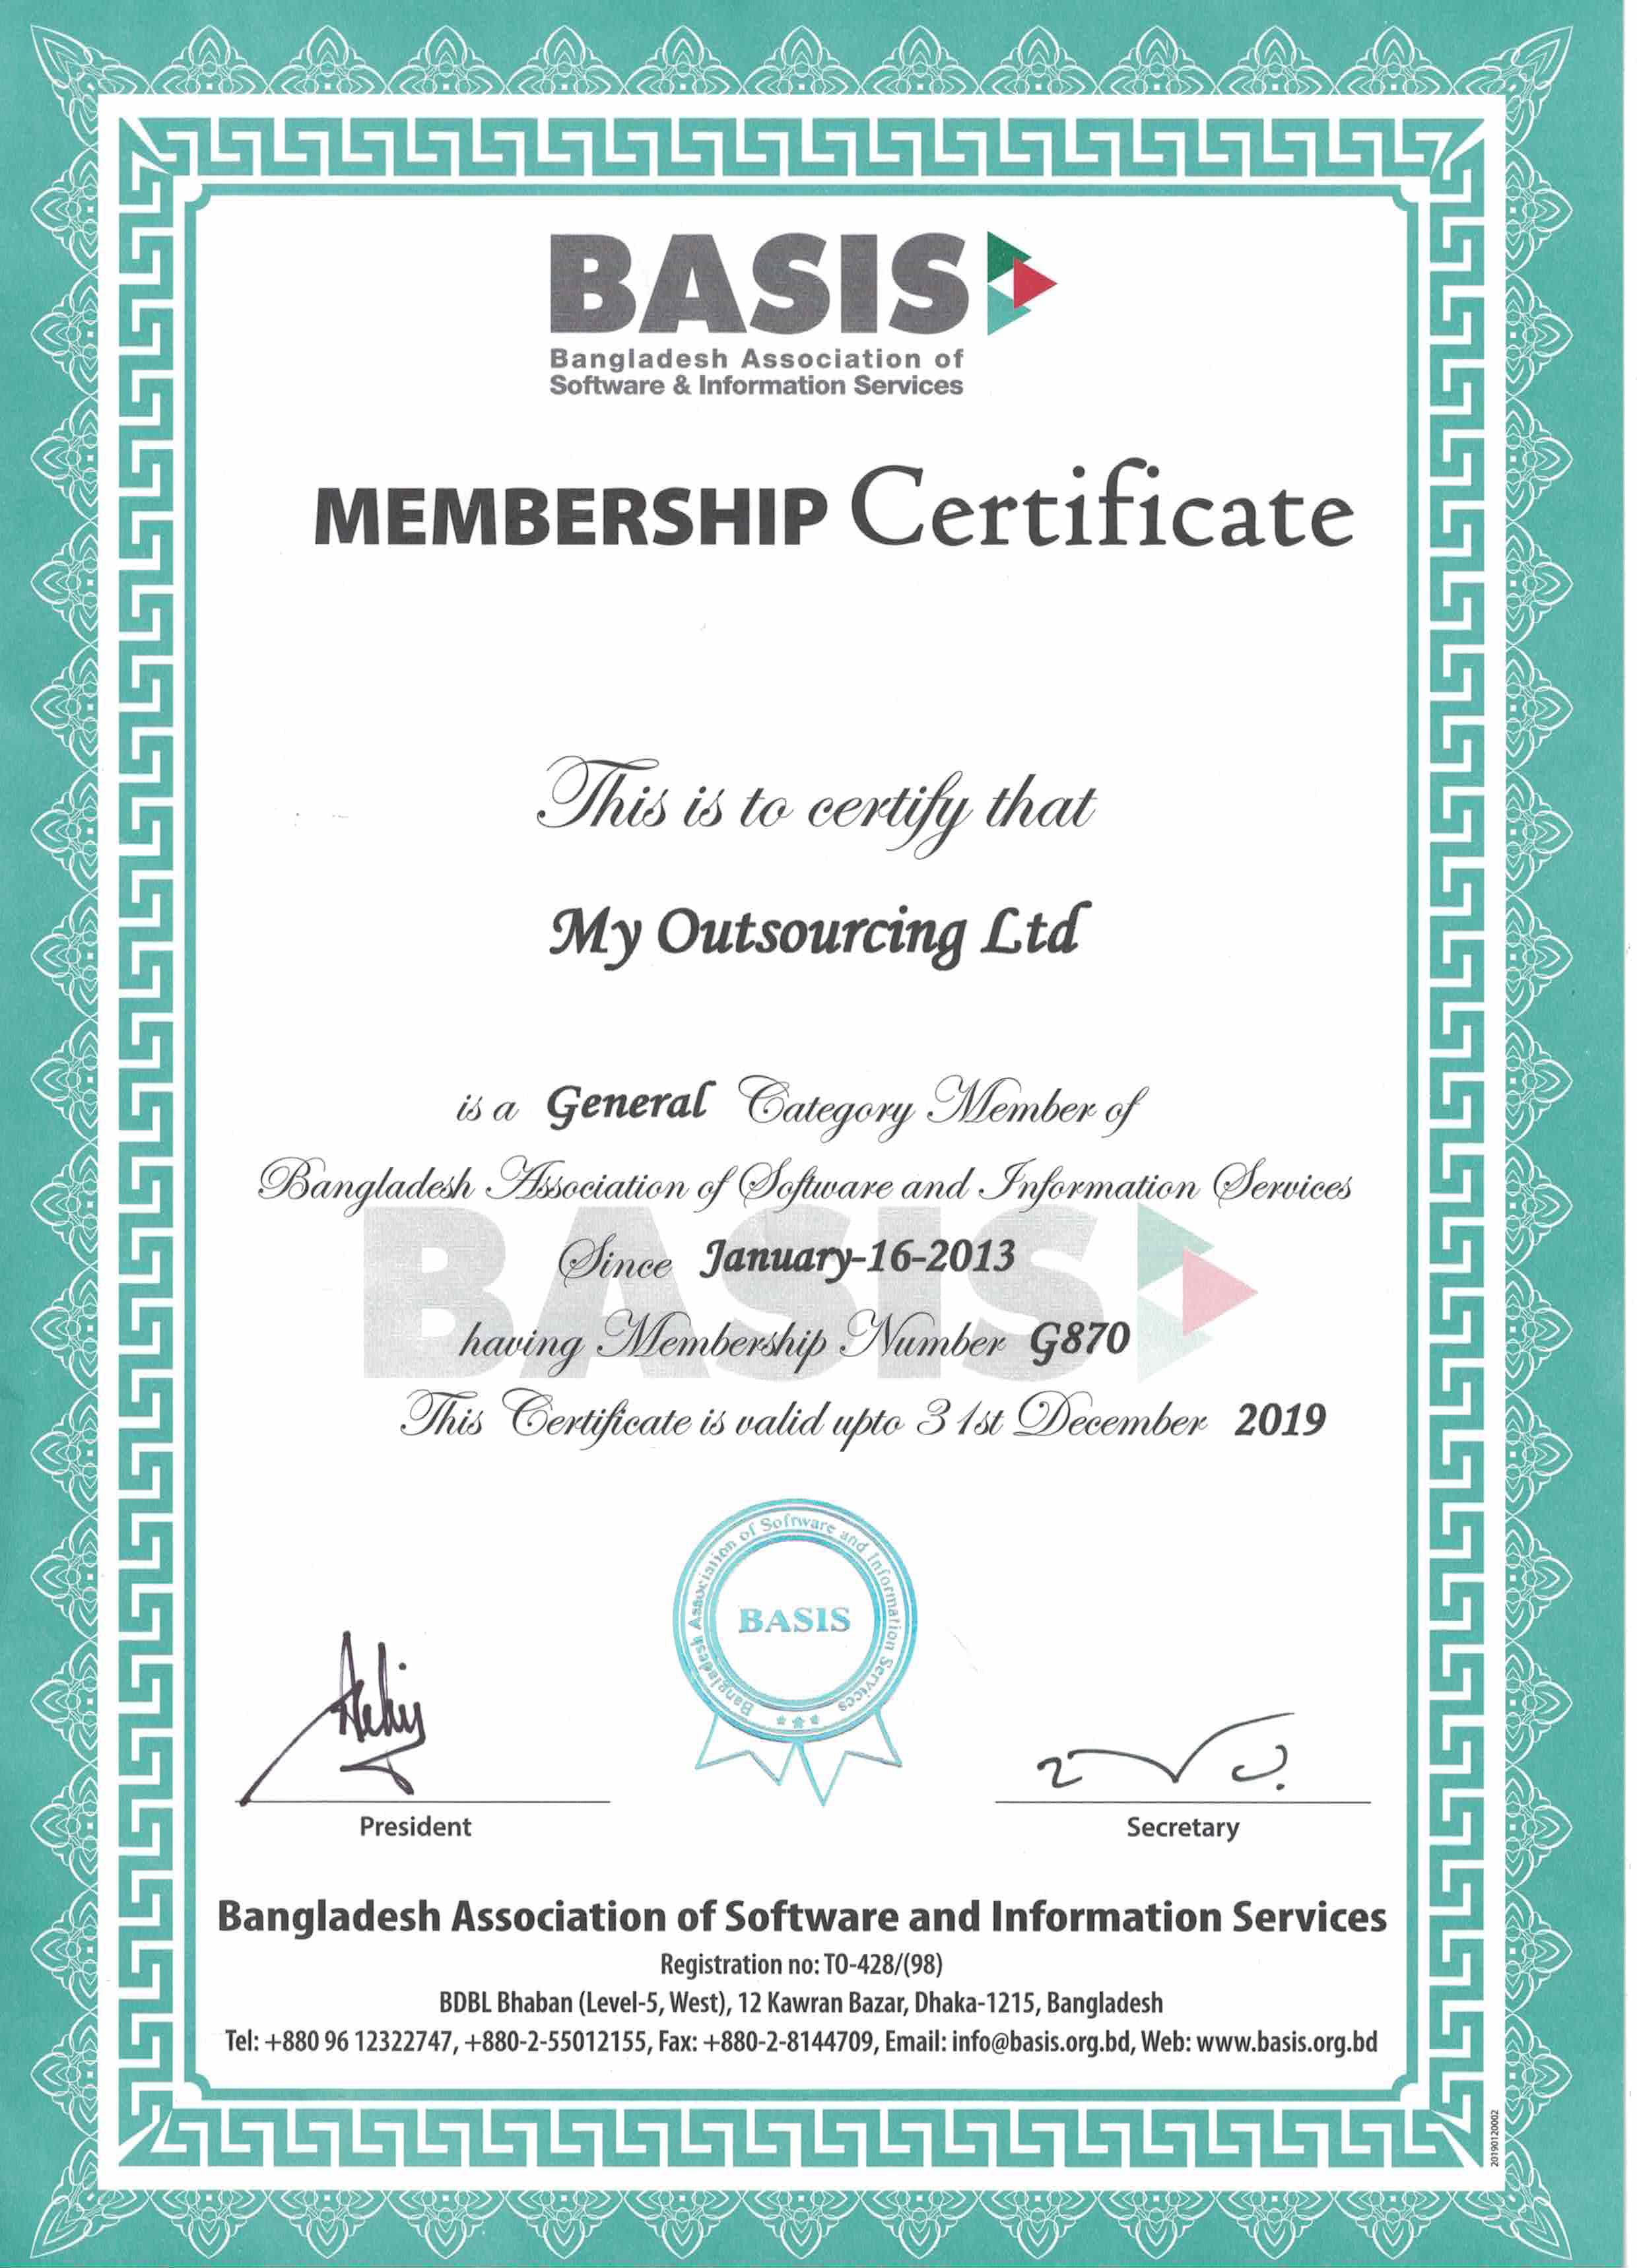 BASIS
Bangladesh Association of
Software & Information Services
MEMBERSHIP Certificate
This is to certify that
My Outsourcing Ltd
is a General Category Member of
Bangladesh Association of Software and Information Services
BASIS
Since January-16-2013
having Membership Number G870
This Certificate is valid upto 31st December 2019
Bangladesh Association of Software and Information Services
BASIS
President
Secretary
Bangladesh Association of Software and Information Services
Registration no: TO-428/(98)
BDBL Bhaban (Level-5, West), 12 Kawran Bazar, Dhaka-1215, Bangladesh
Tel: +880 96 12322747, +880-2-55012155, Fax: +880-2-8144709, Email: info@basis.org.bd, Web: www.basis.org.bd
20190120002